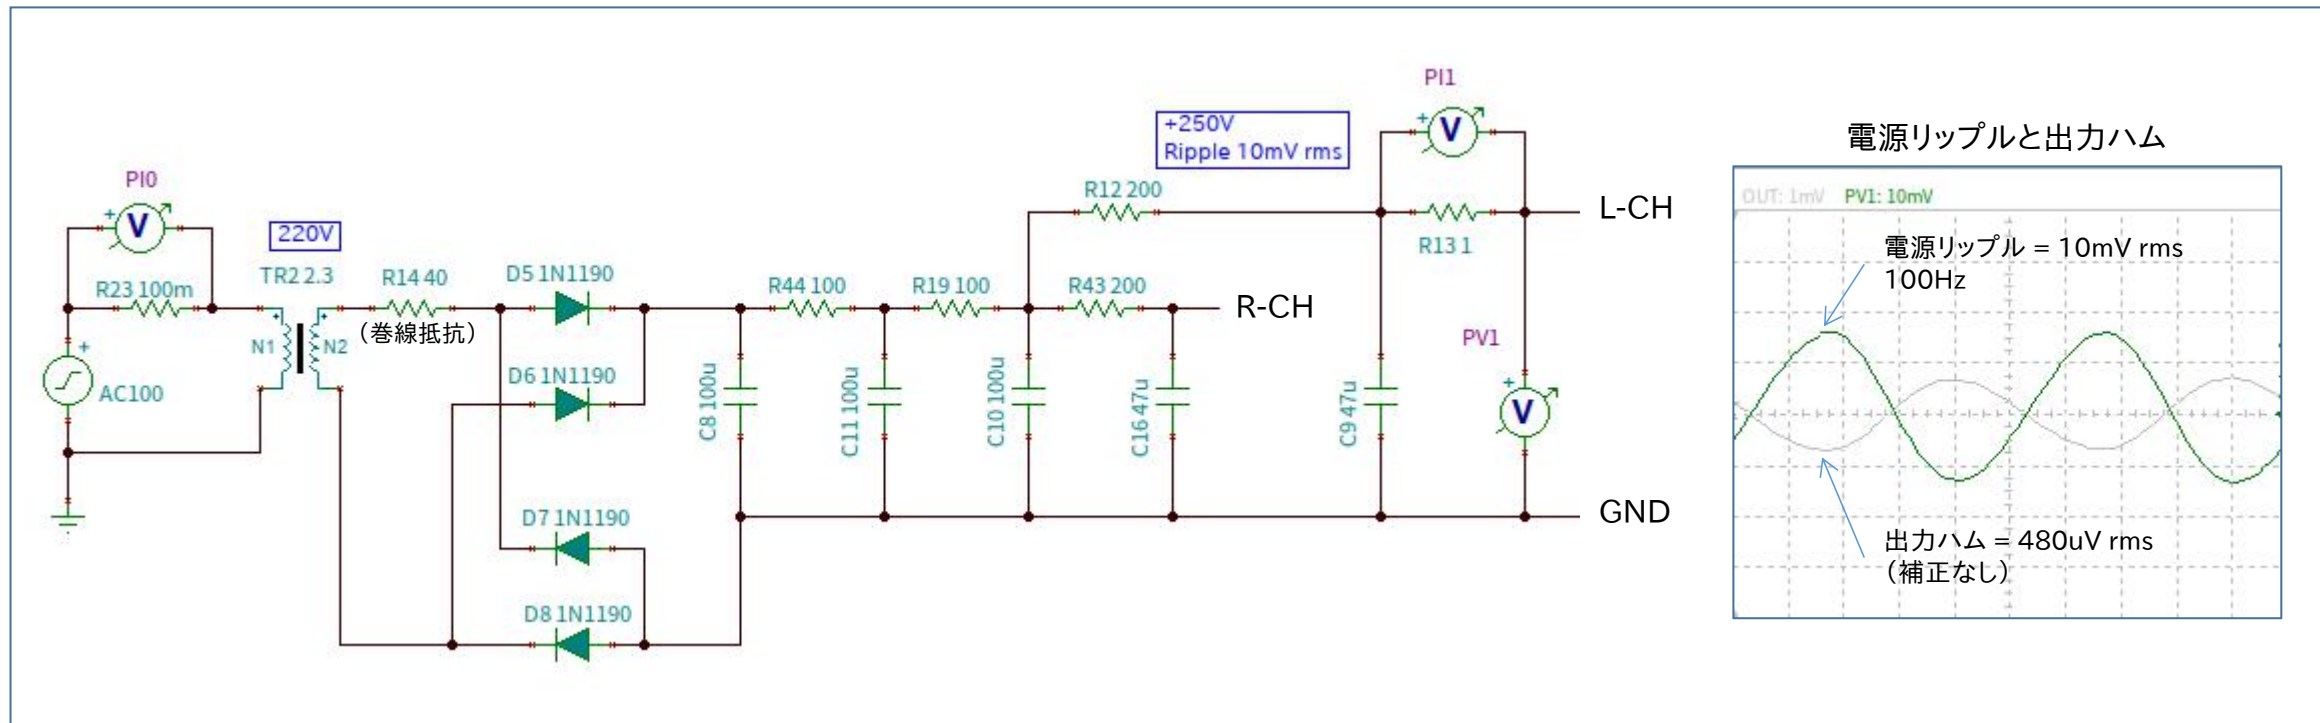 PI1
+250V
Ripple 10mV rms
電源リップルと出力ハム
PI0
R12 200
OUT: 1mV PV1: 10mV
L-CH
220V
電源リップル = 10mV rms
100Hz
R13 1
TR2 2.3
R14 40
D5 1N1190
R23 100m
R44 100
R19 100
R43 200
R-CH
（巻線抵抗）
N1
N2
PV1
D6 1N1190
AC100
C8 100u
C11 100u
C10 100u
C16 47u
C9 47u
D7 1N1190
GND
出力ハム = 480uV rms
（補正なし）
D8 1N1190
V
V
V
+
+
+
+